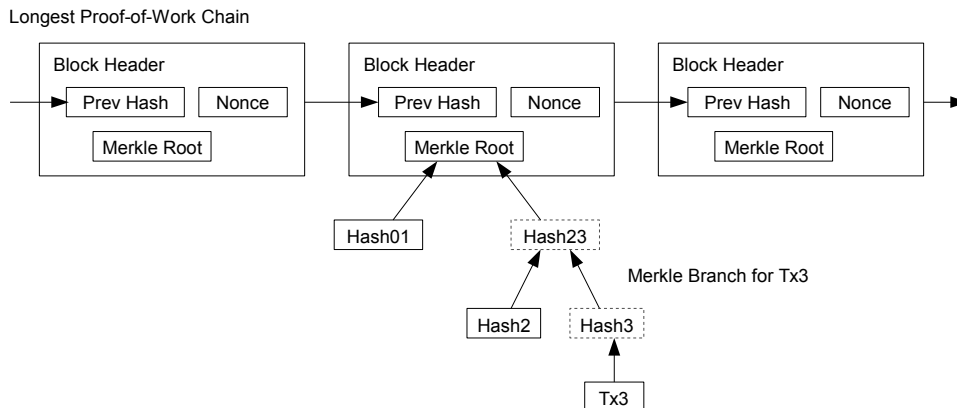 Longest Proof-of-Work Chain
Block Header
Prev Hash
Nonce
Merkle Root
Block Header
Prev Hash
Nonce
Merkle Root
Block Header
Prev Hash
Nonce
Merkle Root
Hash01
Hash23
Merkle Branch for Tx3
Hash2
Hash3
Tx3